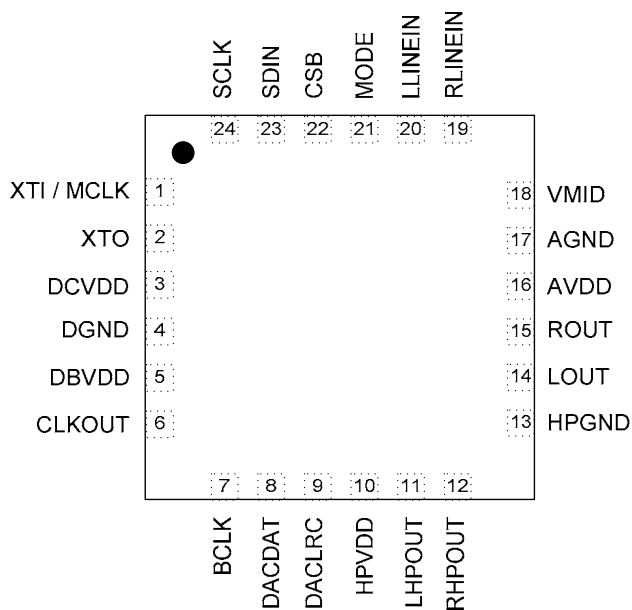 SCLK
SDIN
CSB
MODE
LLINEIN
RLINEIN
24
23
22
21
20
19
XTI / MCLK
1
XTO
2
DCVDD
3
DGND
4
DBVDD
5
CLKOUT
6
18
VMID
17
AGND
16
AVDD
15
ROUT
14
LOUT
13
HPGND
7
8
9
10
11
12
BCLK
DACDAT
DACLRC
HPVDD
LHPOUT
RHPOUT